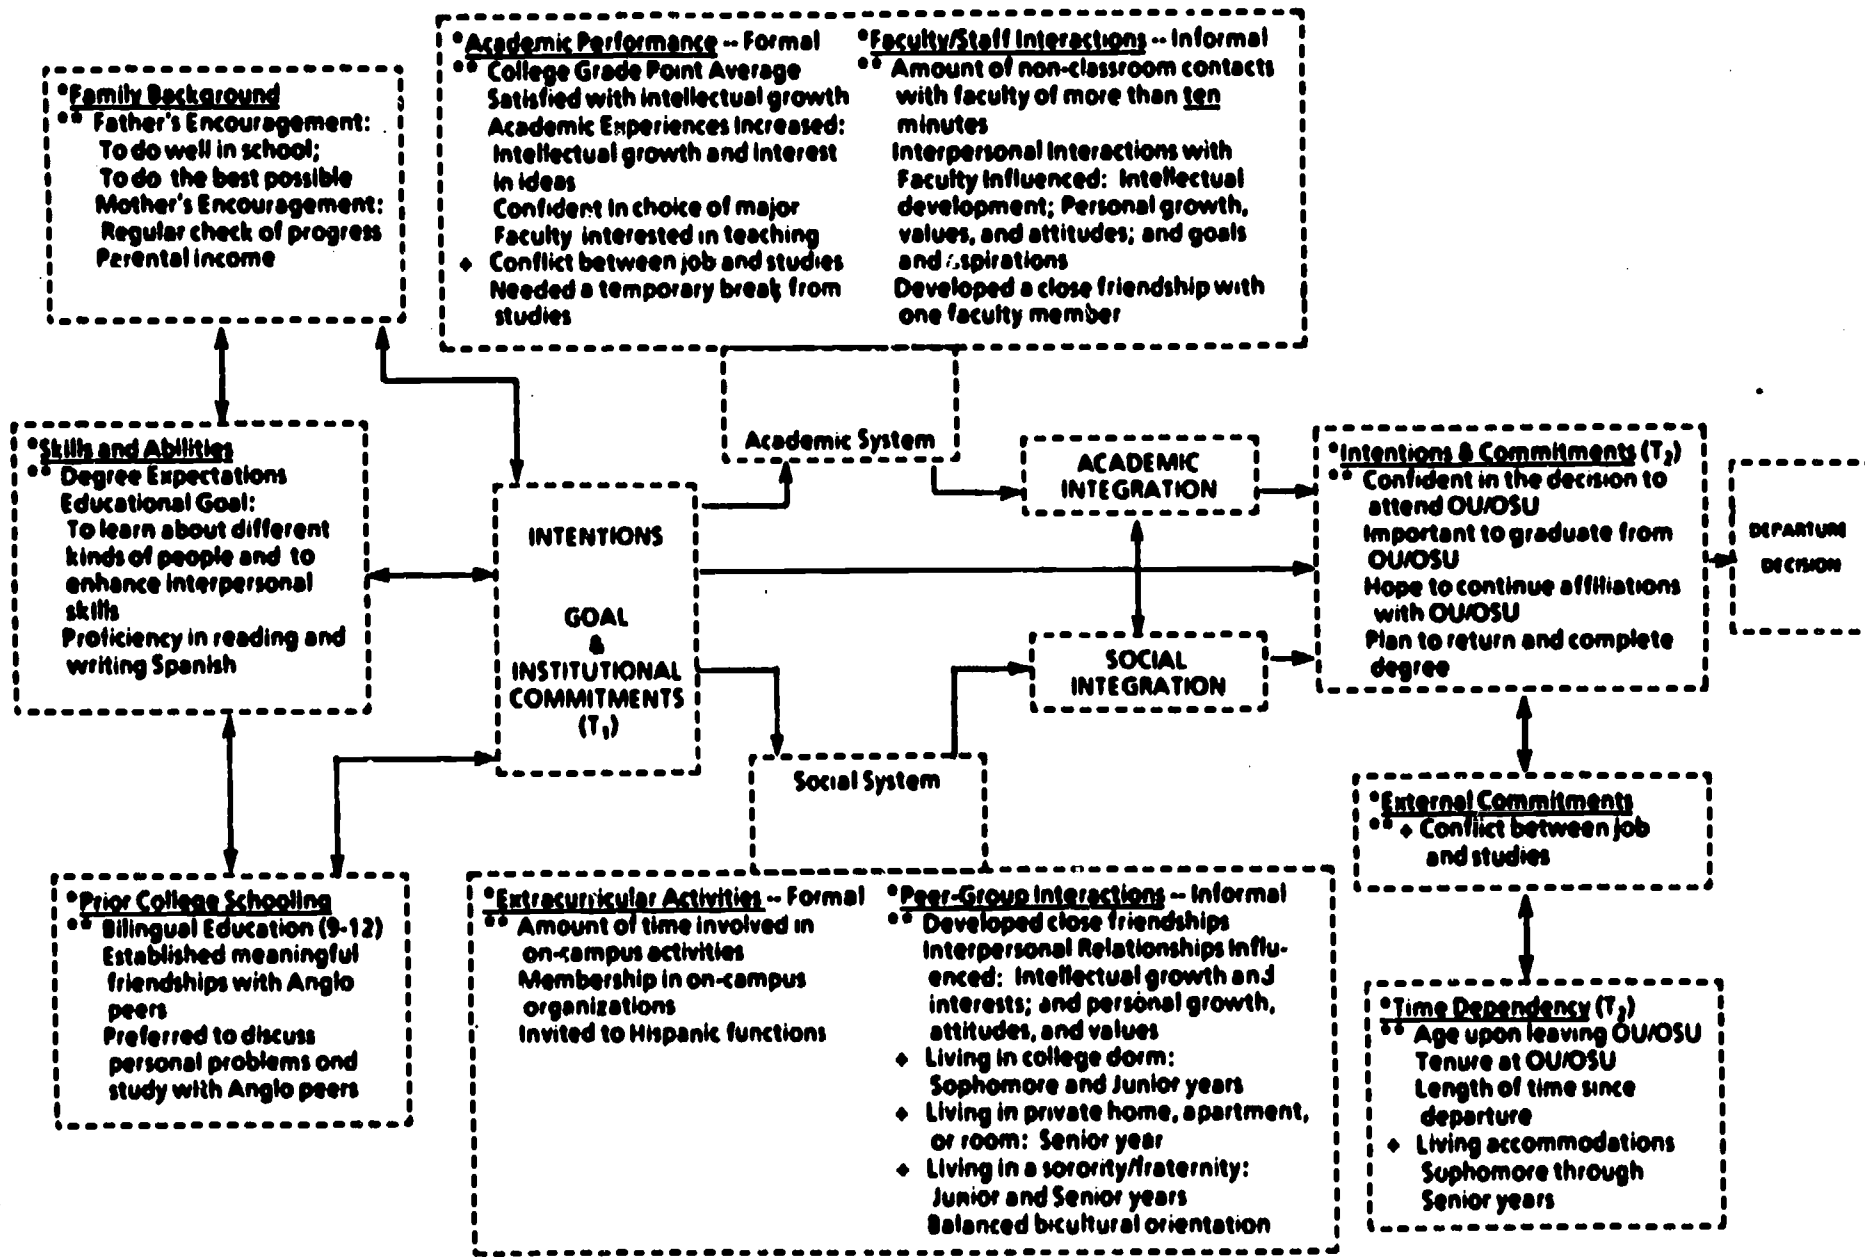 *Family Background
** Father's Encouragement:
To do well in school;
To do the best possible
Mother's Encouragement:
Regular check of progress
Parental income
*Academic Performance -- Formal
** College Grade Point Average
Satisfied with intellectual growth
Academic Experiences Increased:
Intellectual growth and interest
in ideas
Confident in choice of major
Faculty interested in teaching
+ Conflict between job and studies
Needed a temporary break from
studies
*Faculty/Staff Interactions -- Informal
** Amount of non-classroom contacts
with faculty of more than ten
minutes
Interpersonal Interactions with
Faculty Influenced: Intellectual
development; Personal growth,
values, and attitudes; and goals
and aspirations
Developed a close friendship with
one faculty member
Academic System
*Skills and Abilities
** Degree Expectations
Educational Goal:
To learn about different
kinds of people and to
enhance interpersonal
skills
Proficiency in reading and
writing Spanish
INTENTIONS
GOAL
&
INSTITUTIONAL
COMMITMENTS
(T1)
ACADEMIC
INTEGRATION
SOCIAL
INTEGRATION
*Intentions & Commitments (T2)
** Confident in the decision to
attend OU/OSU
Important to graduate from
OU/OSU
Hope to continue affiliations
with OU/OSU
Plan to return and complete
degree
DEPARTURE
DECISION
Social System
*External Commitments
** + Conflict between job
and studies
*Prior College Schooling
** Bilingual Education (9-12)
Established meaningful
friendships with Anglo
peers
Preferred to discuss
personal problems and
study with Anglo peers
*Extracurricular Activities -- Formal
** Amount of time involved in
on-campus activities
Membership in on-campus
organizations
Invited to Hispanic functions
*Peer-Group Interactions -- Informal
** Developed close friendships
Interpersonal Relationships Influ-
enced: Intellectual growth and
interests; and personal growth,
attitudes, and values
+ Living in college dorm:
Sophomore and Junior years
+ Living in private home, apartment,
or room: Senior year
+ Living in a sorority/fraternity:
Junior and Senior years
Balanced bicultural orientation
*Time Dependency (T2)
** Age upon leaving OU/OSU
Tenure at OU/OSU
Length of time since
departure
+ Living accommodations
Sophomore through
Senior years